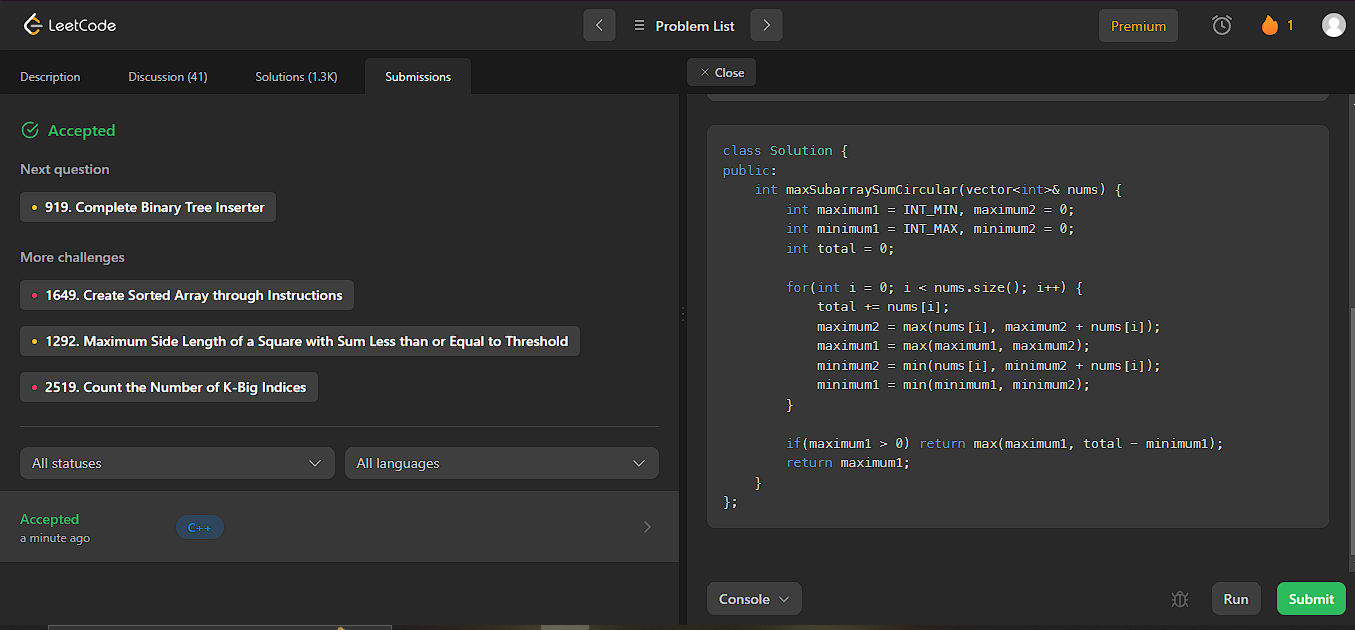 LeetCode
Problem List
Premium
1
Description
Discussion (41)
Solutions (1.3K)
Submissions
Close
Accepted
Next question
919. Complete Binary Tree Inserter
More challenges
1649. Create Sorted Array through Instructions
1292. Maximum Side Length of a Square with Sum Less than or Equal to Threshold
2519. Count the Number of K-Big Indices
All statuses
All languages
Accepted
a minute ago
C++
class Solution {
public:
    int maxSubarraySumCircular(vector<int>& nums) {
        int maximum1 = INT_MIN, maximum2 = 0;
        int minimum1 = INT_MAX, minimum2 = 0;
        int total = 0;

        for(int i = 0; i < nums.size(); i++) {
            total += nums[i];
            maximum2 = max(nums[i], maximum2 + nums[i]);
            maximum1 = max(maximum1, maximum2);
            minimum2 = min(nums[i], minimum2 + nums[i]);
            minimum1 = min(minimum1, minimum2);
        }

        if(maximum1 > 0) return max(maximum1, total - minimum1);
        return maximum1;
    }
};
Console
Run
Submit